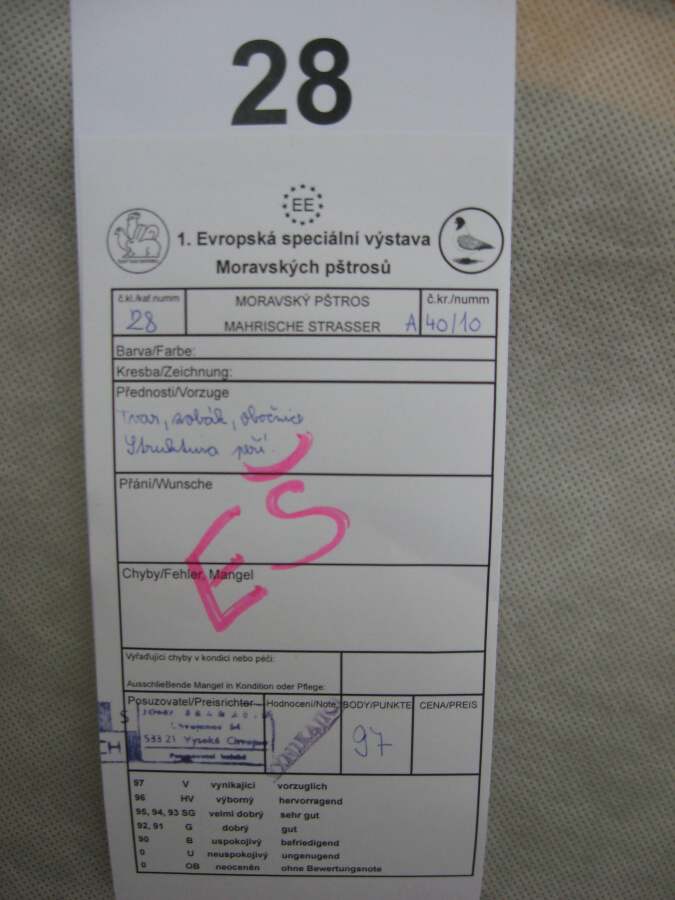 28
EE
1. Evropská speciální výstava
Moravských pštrosů
č.kl./kat.numm
28
MORAVSKÝ PŠTROS
MAHRISCHE STRASSER
A
č.kr./numm
40/10
Barva/Farbe:
Kresba/Zeichnung:
Přednosti/Vorzuge
Tvar, zobák, obočnice
Struktura peří
Přání/Wunsche
EŠ
Chyby/Fehler, Mangel
Vyřaďující chyby v kondici nebo péči:
Ausschließende Mangel in Kondition oder Pflege:
Posuzovatel/Preisrichter
Hodnocení/Note
BODY/PUNKTE
CENA/PREIS
533 21 Vysoké
97
97 V vynikající vorzuglich
96 HV výborný hervorragend
95, 94, 93 SG velmi dobrý sehr gut
92, 91 G dobrý gut
90 B uspokojivý befriedigend
0 U neuspokojivý ungenugend
0 OB neoceněn ohne Bewertungsnote